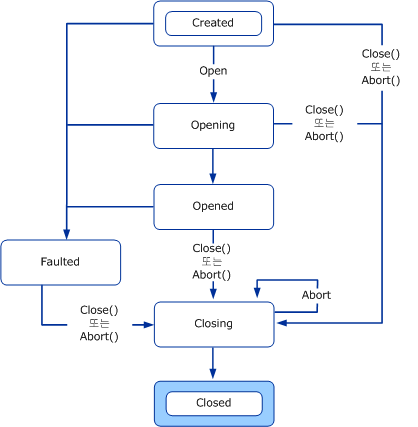 Created
Close()
또는
Abort()
Open
Opening
Close()
또는
Abort()
Opened
Close()
또는
Abort()
Faulted
Abort
Close()
또는
Abort()
Closing
Closed